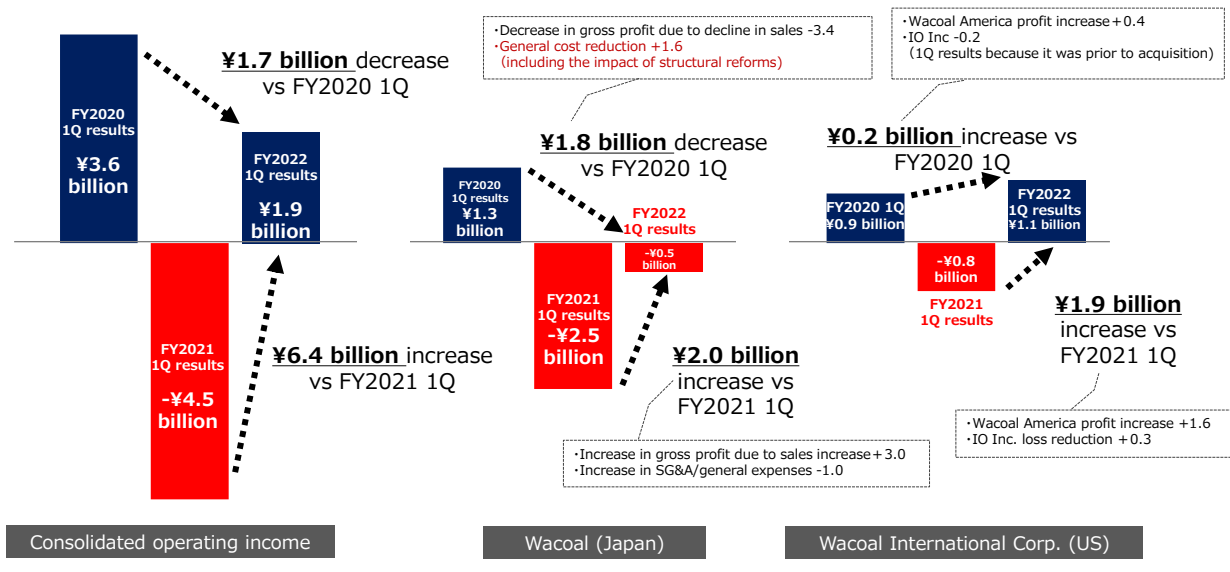 FY2020
1Q results
¥3.6
billion
¥1.7 billion decrease
vs FY2020 1Q
FY2022
1Q results
¥1.9
billion
FY2021
1Q results
-¥4.5
billion
¥6.4 billion increase
vs FY2021 1Q
Consolidated operating income
・Decrease in gross profit due to decline in sales -3.4
・General cost reduction +1.6
(including the impact of structural reforms)
¥1.8 billion decrease
vs FY2020 1Q
FY2020
1Q results
¥1.3
billion
FY2022
1Q results
-¥0.5
billion
FY2021
1Q results
-¥2.5
billion
¥2.0 billion
increase vs
FY2021 1Q
・Increase in gross profit due to sales increase+3.0
・Increase in SG&A/general expenses -1.0
Wacoal (Japan)
・Wacoal America profit increase+0.4
・IO Inc -0.2
(1Q results because it was prior to acquisition)
¥0.2 billion increase vs
FY2020 1Q
FY2020 1Q
¥0.9 billion
FY2022
1Q results
¥1.1 billion
-¥0.8
billion
FY2021
1Q results
¥1.9 billion
increase vs
FY2021 1Q
・Wacoal America profit increase +1.6
・IO Inc. loss reduction +0.3
Wacoal International Corp. (US)